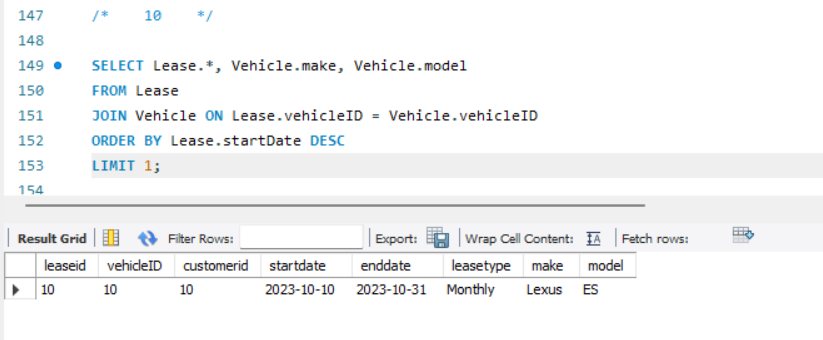 147 /* 10 */
148
149 SELECT Lease.*, Vehicle.make, Vehicle.model
150 FROM Lease
151 JOIN Vehicle ON Lease.vehicleID = Vehicle.vehicleID
152 ORDER BY Lease.startDate DESC
153 LIMIT 1;
154
Result Grid Filter Rows: Export: Wrap Cell Content: IA Fetch rows:
leaseid vehicleID customerid startdate enddate leasetype make model
10 10 10 2023-10-10 2023-10-31 Monthly Lexus ES